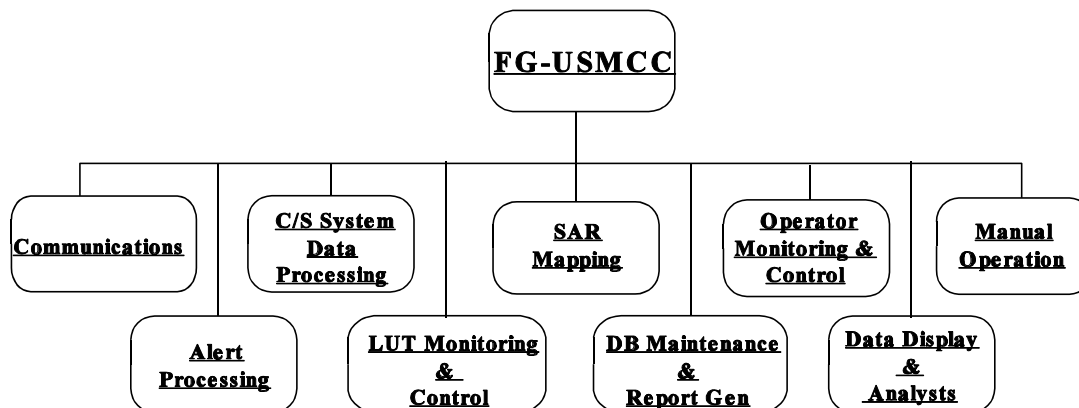 FG-USMCC
Communications
C/S System
Data
Processing
SAR
Mapping
Operator
Monitoring &
Control
Manual
Operation
Alert
Processing
LUT Monitoring
&
Control
DB Maintenance
&
Report Gen
Data Display
&
Analysts